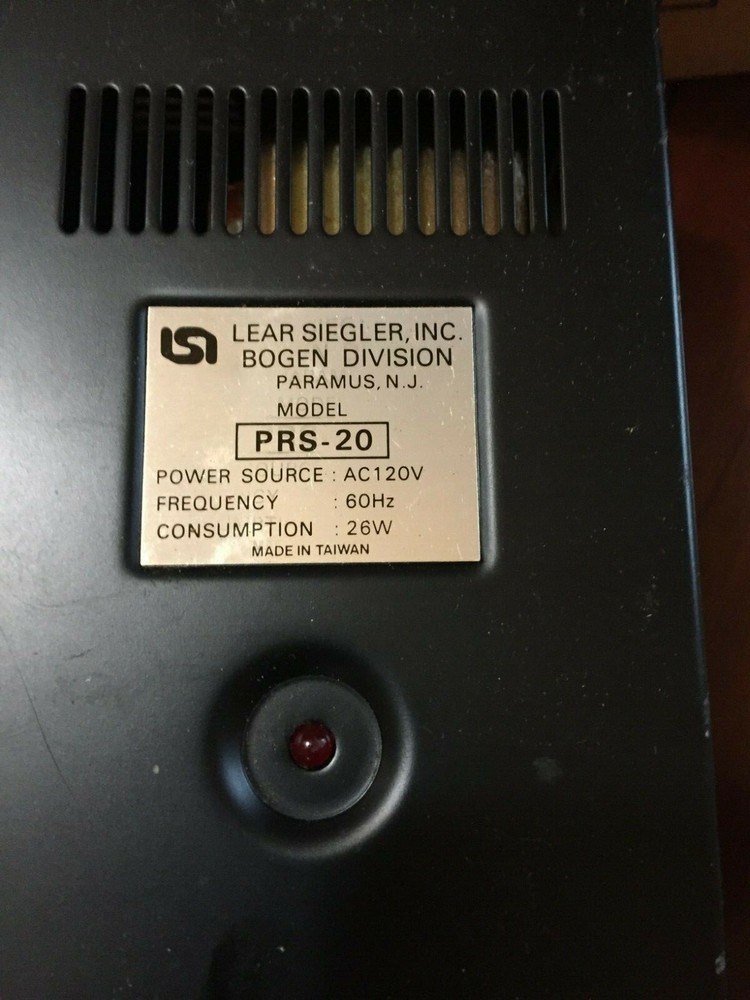 LSI LEAR SIEGLER, INC.
BOGEN DIVISION
PARAMUS, N.J.
MODEL
PRS-20
POWER SOURCE : AC120V
FREQUENCY : 60Hz
CONSUMPTION : 26W
MADE IN TAIWAN